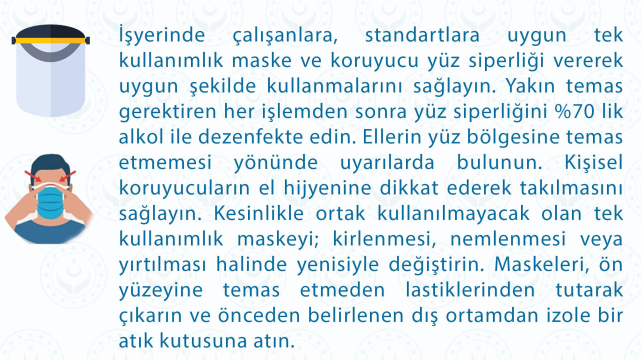 İşyerinde çalışanlara, standartlara uygun tek
kullanımlık maske ve koruyucu yüz siperliği vererek
uygun şekilde kullanmalarını sağlayın. Yakın temas
gerektiren her işlemden sonra yüz siperliğini %70 lik
alkol ile dezenfekte edin. Ellerin yüz bölgesine temas
etmemesi yönünde uyarılarda bulunun. Kişisel
koruyucuların el hijyenine dikkat ederek takılmasını
sağlayın. Kesinlikle ortak kullanılmayacak olan tek
kullanımlık maskeyi; kirlenmesi, nemlenmesi veya
yırtılması halinde yenisiyle değiştirin. Maskeleri, ön
yüzeyine temas etmeden lastiklerinden tutarak
çıkarın ve önceden belirlenen dış ortamdan izole bir
atık kutusuna atın.